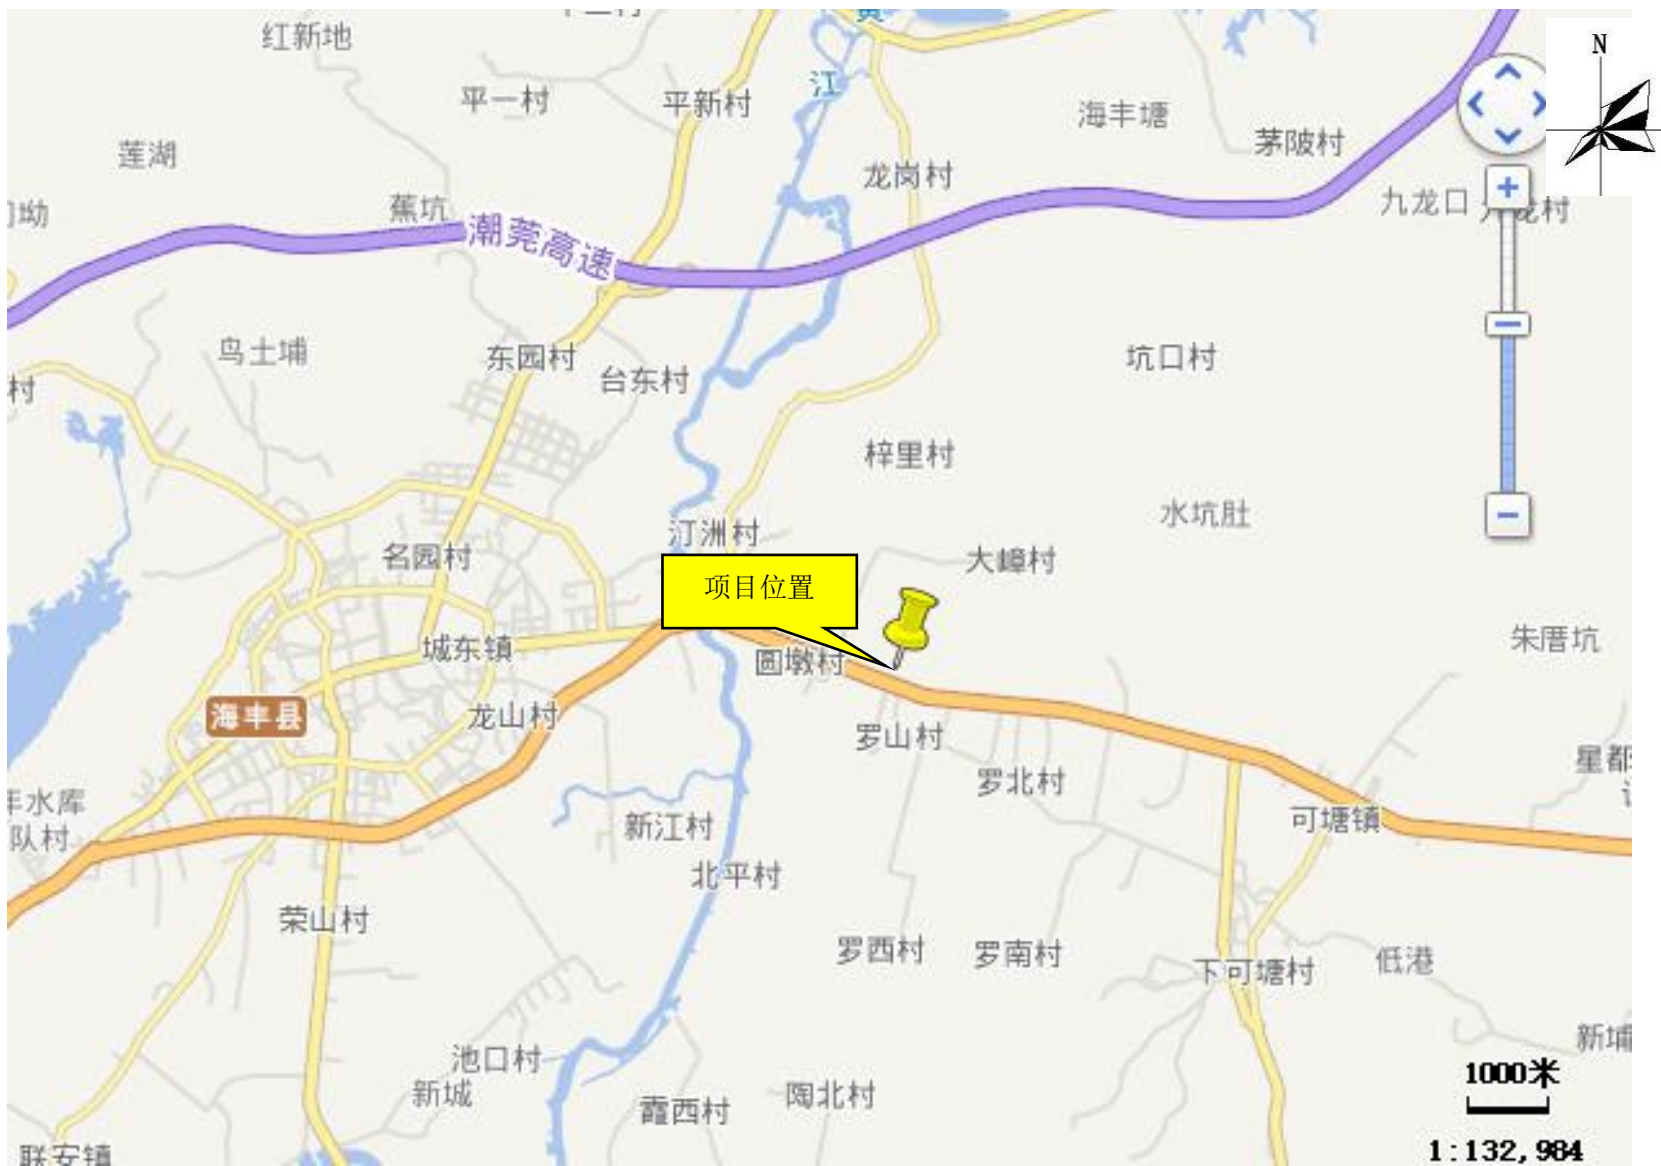 黄
红新地
N
平一村
平新村
江
海丰塘
茅陂村
莲湖
龙岗村
蕉坑
九龙口
坳
潮莞高速
鸟土埔
东园村
台东村
坑口村
村
梓里村
水坑肚
汀洲村
名园村
大嶂村
项目位置
朱厝坑
城东镇
圆墩村
海丰县
龙山村
罗山村
星都
罗北村
水库
队村
新江村
可塘镇
北平村
荣山村
罗西村
罗南村
低港
下可塘村
新埔
池口村
新城
霞西村
陶北村
1000米
联安镇
1:132,984